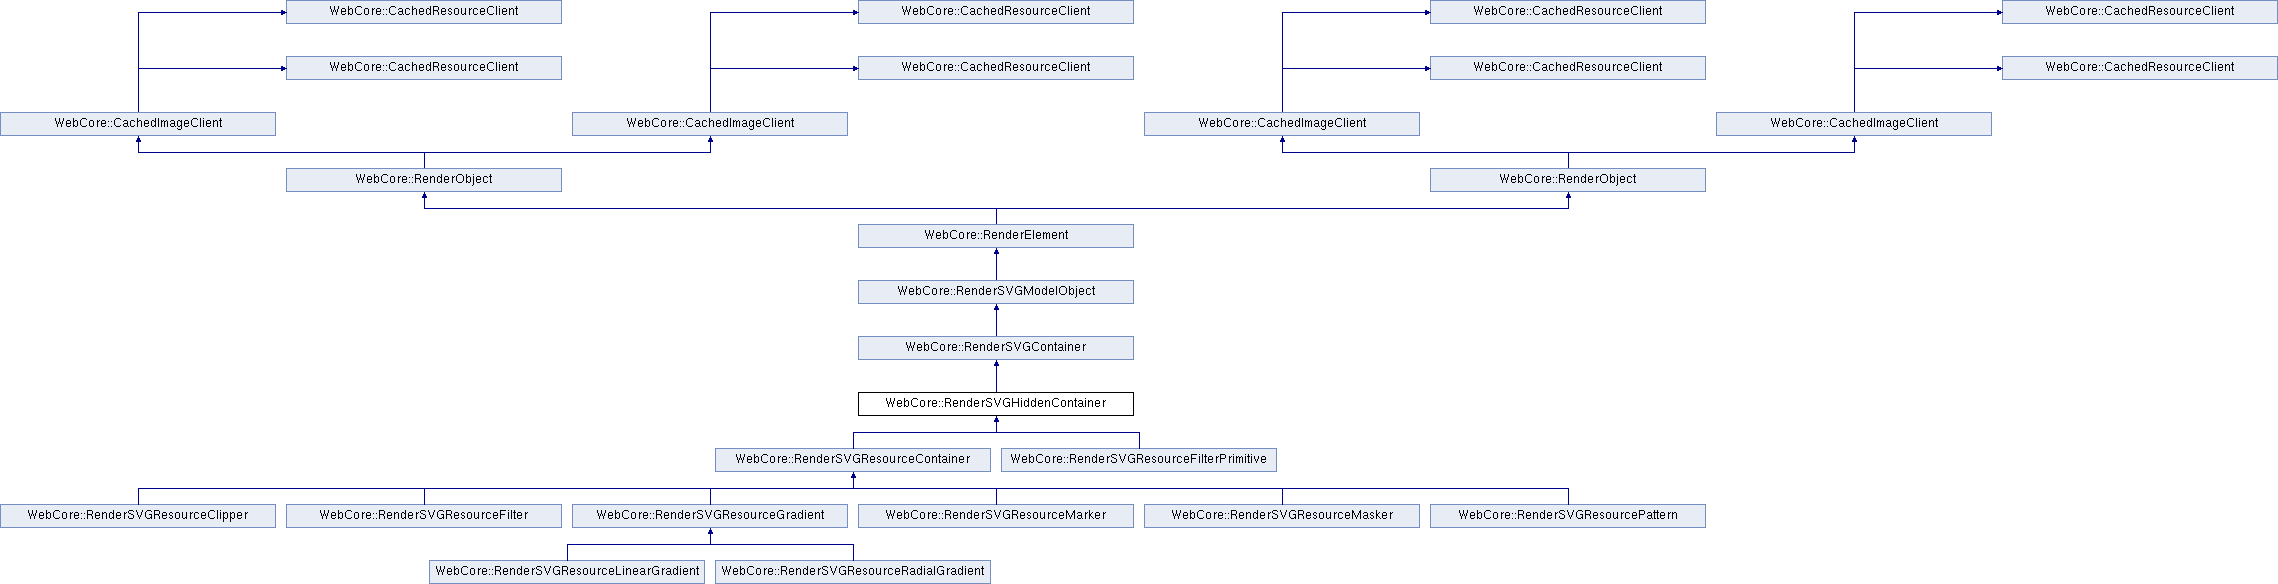 WebCore::CachedResourceClient
WebCore::CachedResourceClient
WebCore::CachedResourceClient
WebCore::CachedResourceClient
WebCore::CachedResourceClient
WebCore::CachedResourceClient
WebCore::CachedResourceClient
WebCore::CachedResourceClient
WebCore::CachedImageClient
WebCore::CachedImageClient
WebCore::CachedImageClient
WebCore::CachedImageClient
WebCore::RenderObject
WebCore::RenderObject
WebCore::RenderElement
WebCore::RenderSVGModelObject
WebCore::RenderSVGContainer
WebCore::RenderSVGHiddenContainer
WebCore::RenderSVGResourceContainer
WebCore::RenderSVGResourceFilterPrimitive
WebCore::RenderSVGResourceClipper
WebCore::RenderSVGResourceFilter
WebCore::RenderSVGResourceGradient
WebCore::RenderSVGResourceMarker
WebCore::RenderSVGResourceMasker
WebCore::RenderSVGResourcePattern
WebCore::RenderSVGResourceLinearGradient
WebCore::RenderSVGResourceRadialGradient